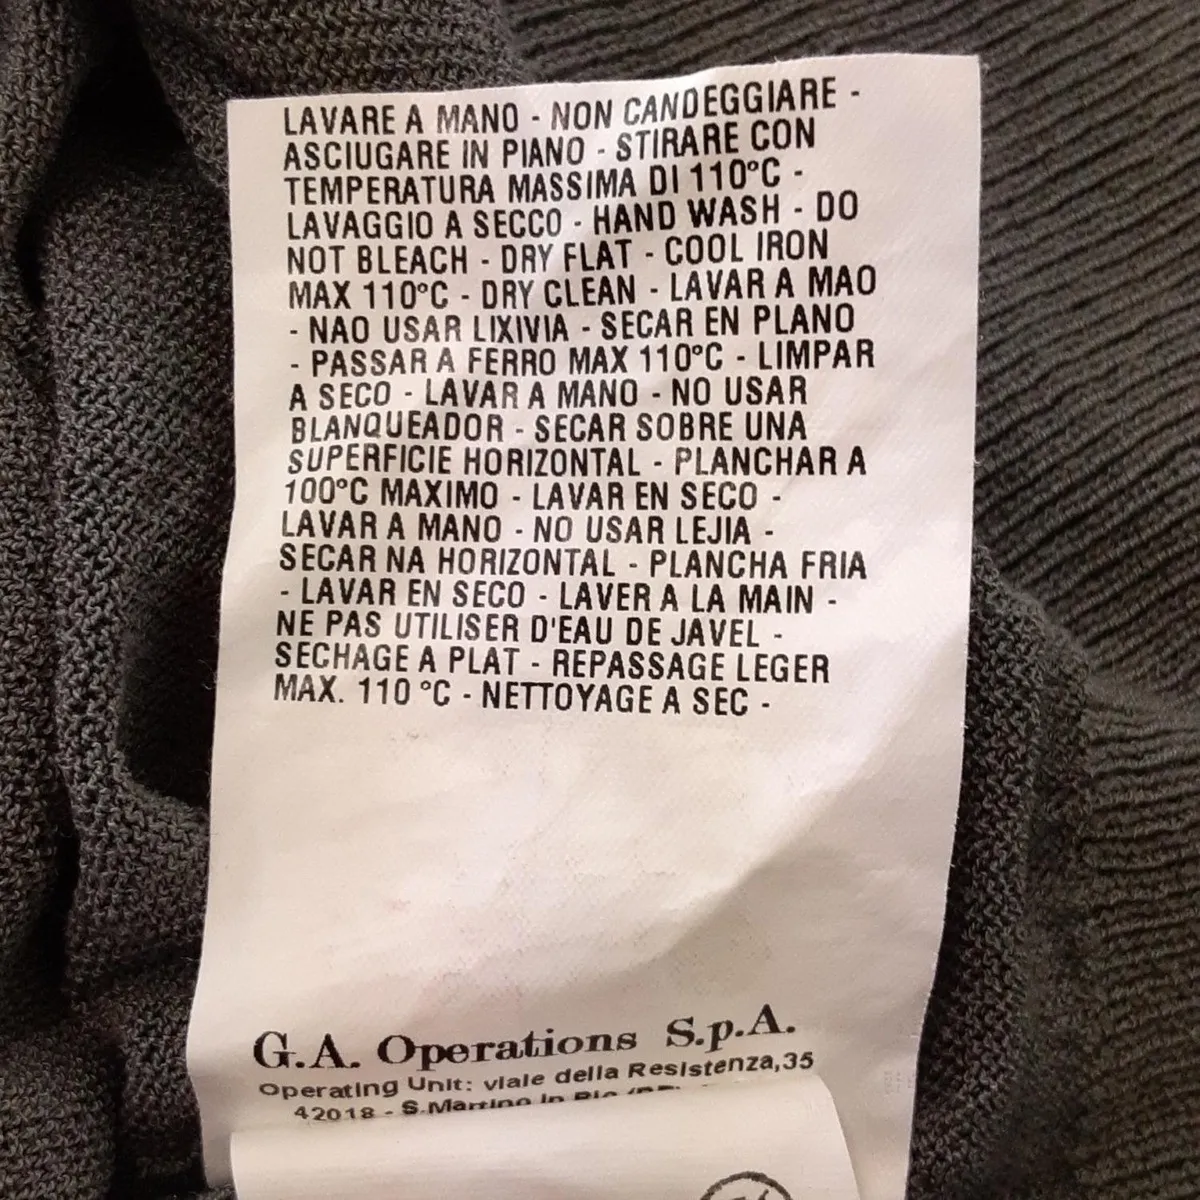 LAVARE A MANO - NON CANDEGGIARE -
ASCIUGARE IN PIANO - STIRARE CON
TEMPERATURA MASSIMA DI 110°C -
LAVAGGIO A SECCO - HAND WASH - DO
NOT BLEACH - DRY FLAT - COOL IRON
MAX 110°C - DRY CLEAN - LAVAR A MAO
- NAO USAR LIXIVIA - SECAR EN PLANO
- PASSAR A FERRO MAX 110°C - LIMPAR
A SECO - LAVAR A MANO - NO USAR
BLANQUEADOR - SECAR SOBRE UNA
SUPERFICIE HORIZONTAL - PLANCHAR A
100°C MAXIMO - LAVAR EN SECO -
LAVAR A MANO - NO USAR LEJIA -
SECAR NA HORIZONTAL - PLANCHA FRIA
- LAVAR EN SECO - LAVER A LA MAIN -
NE PAS UTILISER D'EAU DE JAVEL -
SECHAGE A PLAT - REPASSAGE LEGER
MAX. 110 °C - NETTOYAGE A SEC -
G.A. Operations S.p.A.
Operating Unit: viale della Resistenza,35
42018 - S.Martino in Rio